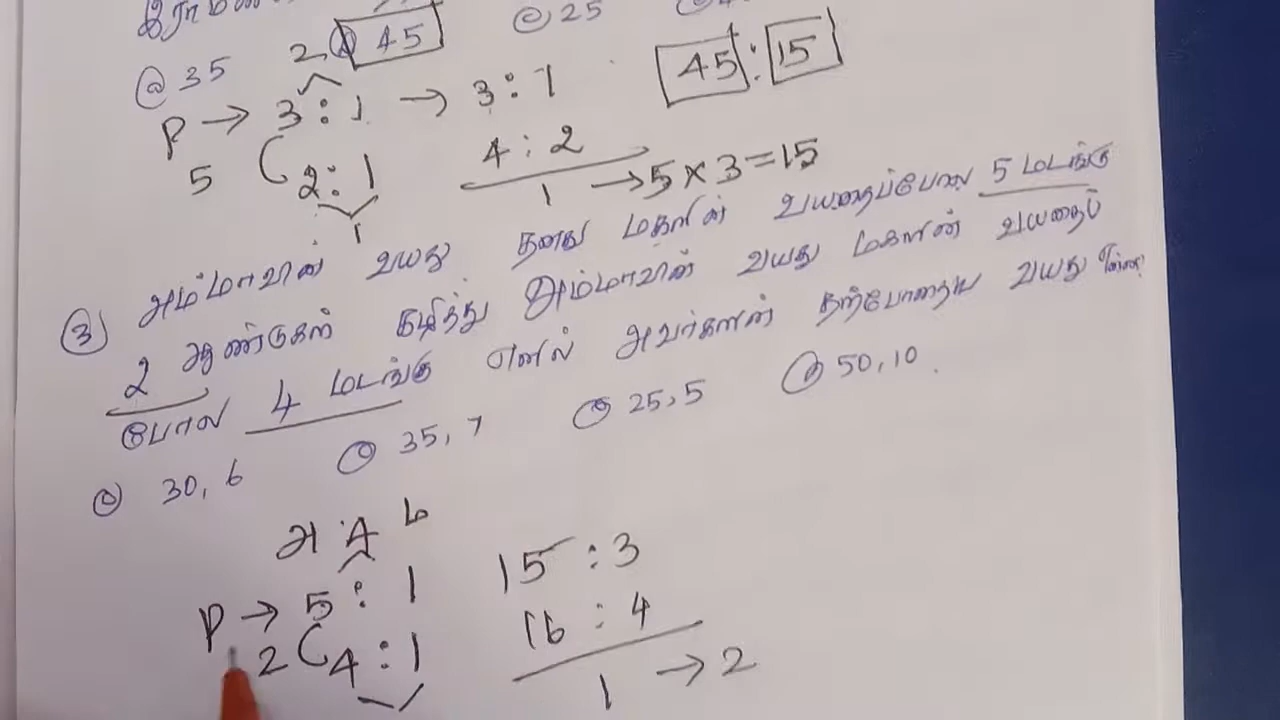 @ 35 2 45 @ 25
P → 3 : 1 → 3 : 1 45 : 15
5 2 : 1 4 : 2
1 1 → 5 × 3 = 15
③ அம்மாவின் வயது தனது மகளின் வயதைப்போல 5 மடங்கு
2 ஆண்டுகள் கழித்து அம்மாவின் வயது மகளின் வயதைப்
போல 4 மடங்கு எனில் அவர்களின் தற்போதைய வயது என்ன
30, 6 35, 7 25, 5 50, 10
அ 4 ம
P → 5 : 1 15 : 3
2 4 : 1 16 : 4
1 → 2